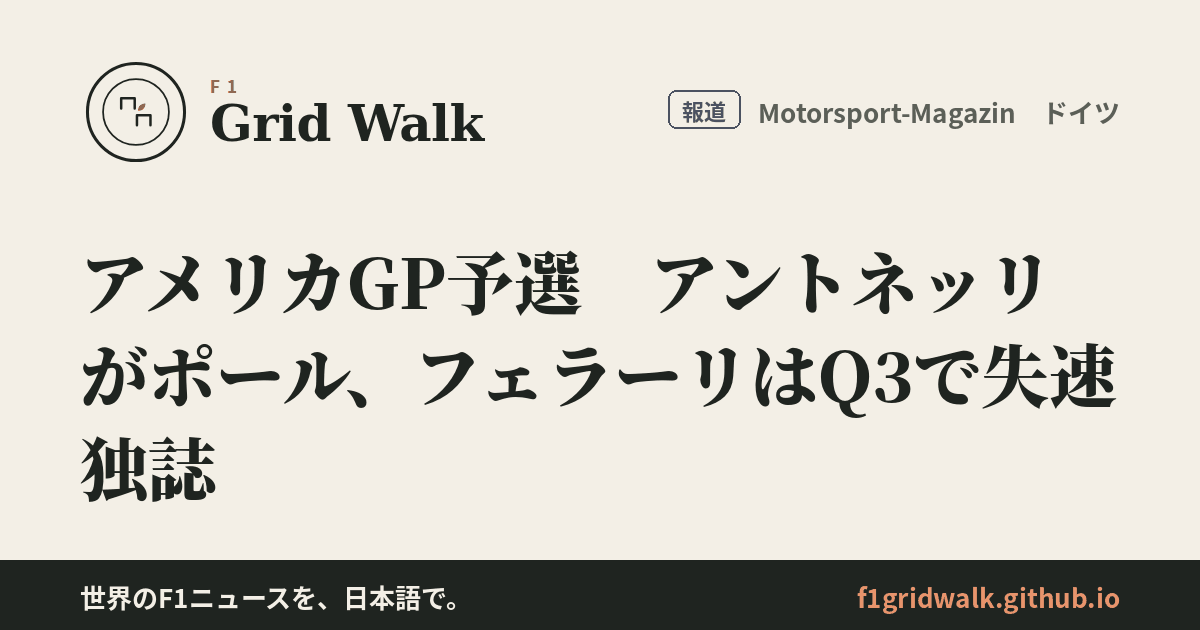 F1
Grid Walk
報道 Motorsport-Magazin ドイツ
アメリカGP予選　アントネッリ
がポール、フェラーリはQ3で失速
独誌
世界のF1ニュースを、日本語で。
f1gridwalk.github.io